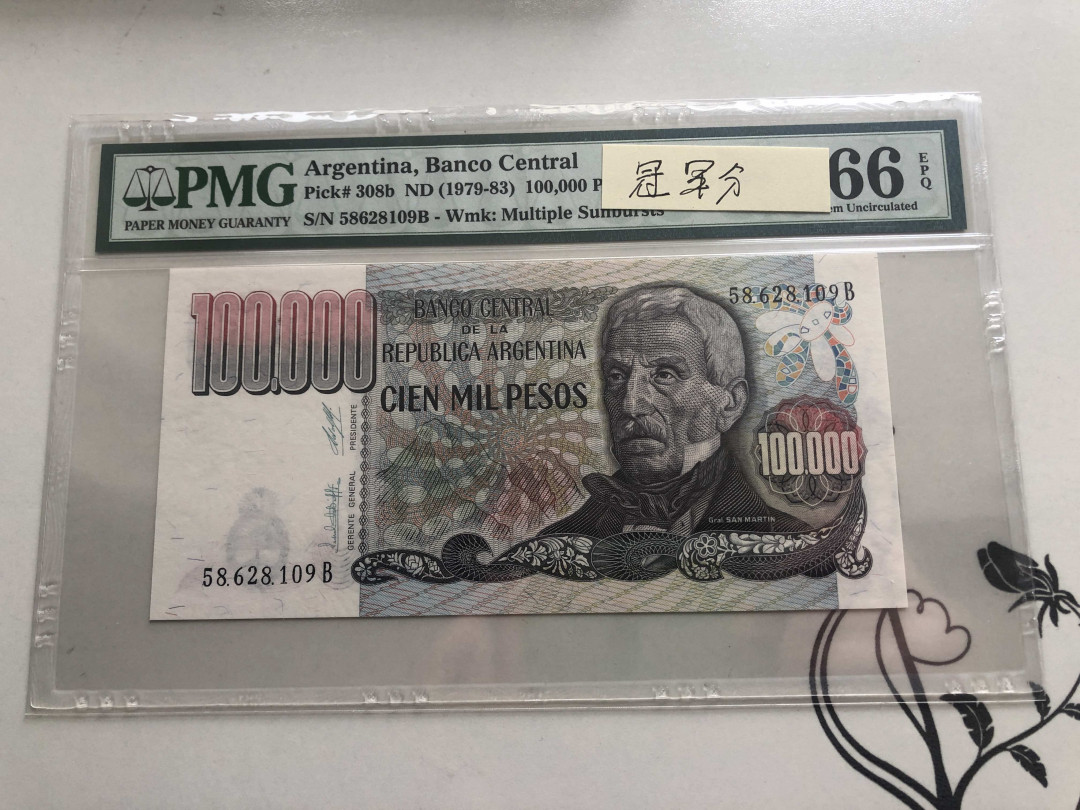 PMG
PAPER MONEY GUARANTY
Argentina, Banco Central
Pick# 308b ND (1979-83) 100,000 P
S/N 58628109B - Wmk: Multiple Sunbursts
冠军分
66
EPQ
Uncirculated
100.000
BANCO CENTRAL
DE LA
REPUBLICA ARGENTINA
CIEN MIL PESOS
58.628.109 B
PRESIDENTE
GERENTE GENERAL
100.000
Gral. SAN MARTIN
58.628.109 B